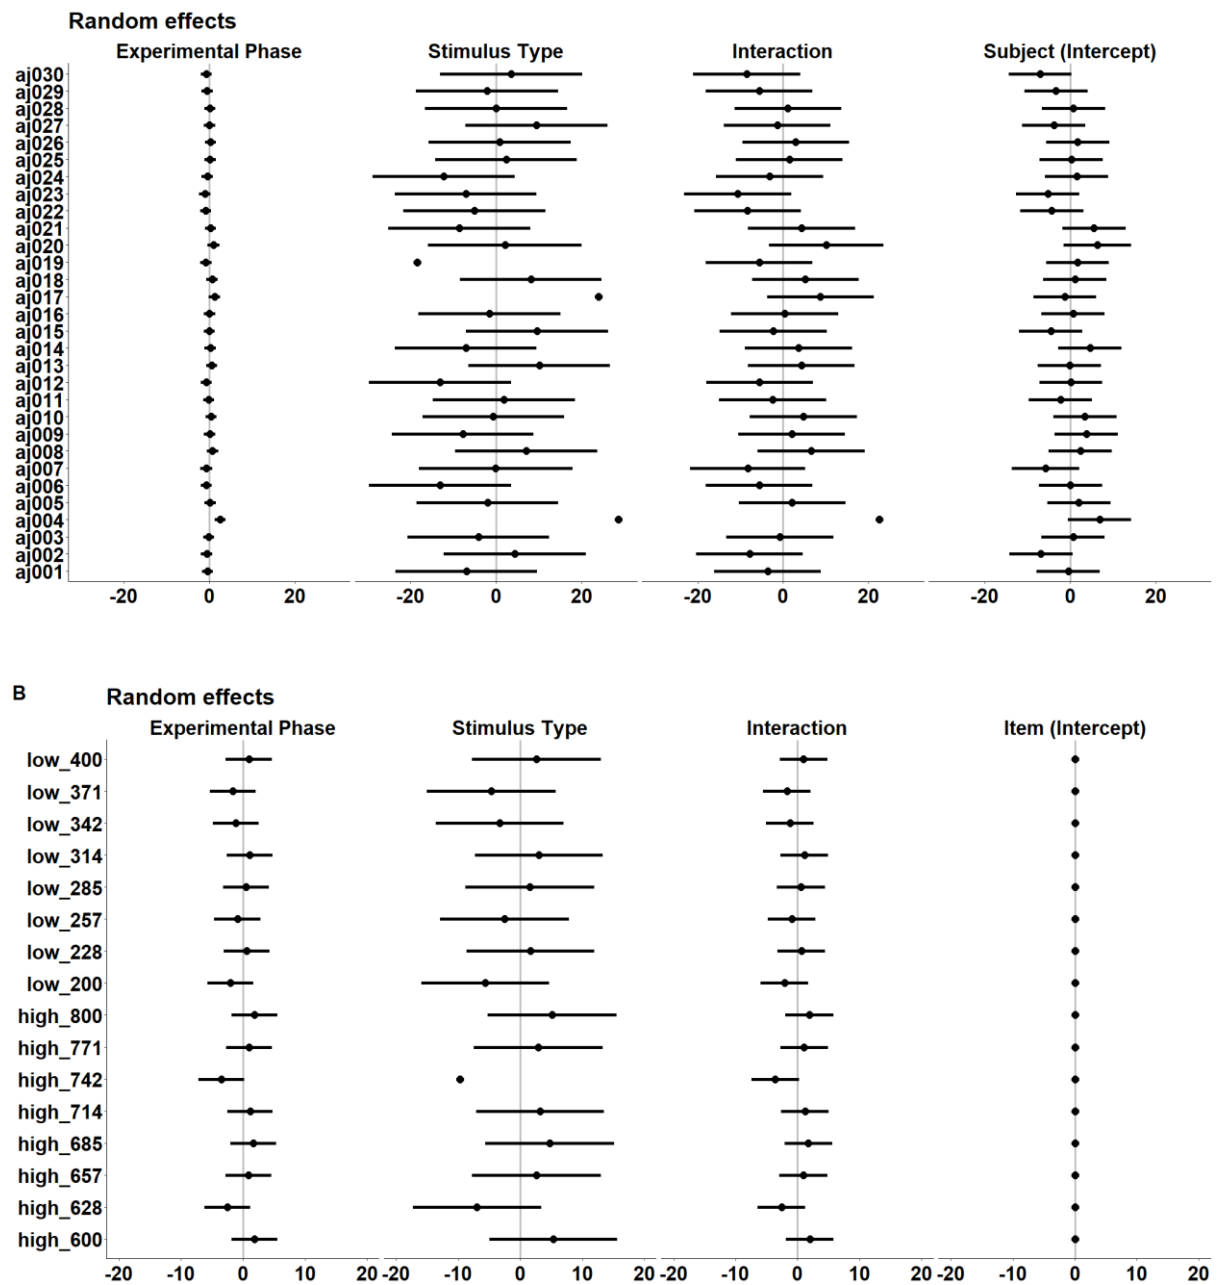 Random effects
Experimental Phase Stimulus Type Interaction Subject (Intercept)
aj030
aj029
aj028
aj027
aj026
aj025
aj024
aj023
aj022
aj021
aj020
aj019
aj018
aj017
aj016
aj015
aj014
aj013
aj012
aj011
aj010
aj009
aj008
aj007
aj006
aj005
aj004
aj003
aj002
aj001
-20 0 20 -20 0 20 -20 0 20 -20 0 20
B Random effects
Experimental Phase Stimulus Type Interaction Item (Intercept)
low_400
low_371
low_342
low_314
low_285
low_257
low_228
low_200
high_800
high_771
high_742
high_714
high_685
high_657
high_628
high_600
-20 -10 0 10 20 -20 -10 0 10 20 -20 -10 0 10 20 -20 -10 0 10 20